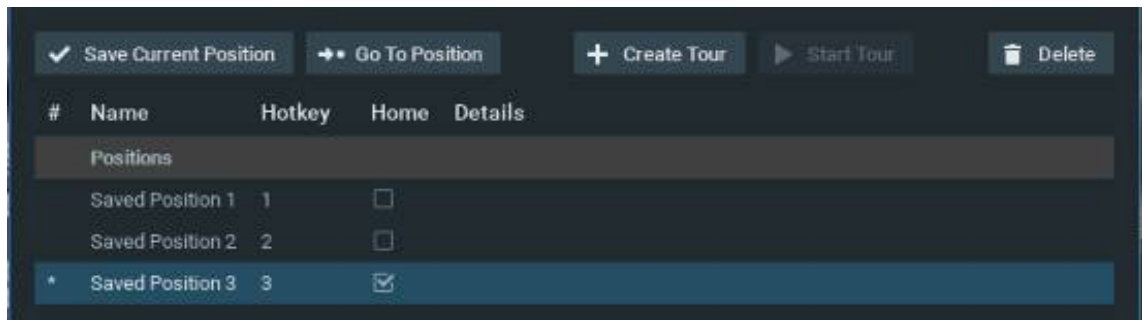 Save Current Position Go To Position Create Tour Start Tour Delete
# Name Hotkey Home Details
Positions
Saved Position 1 1
Saved Position 2 2
* Saved Position 3 3